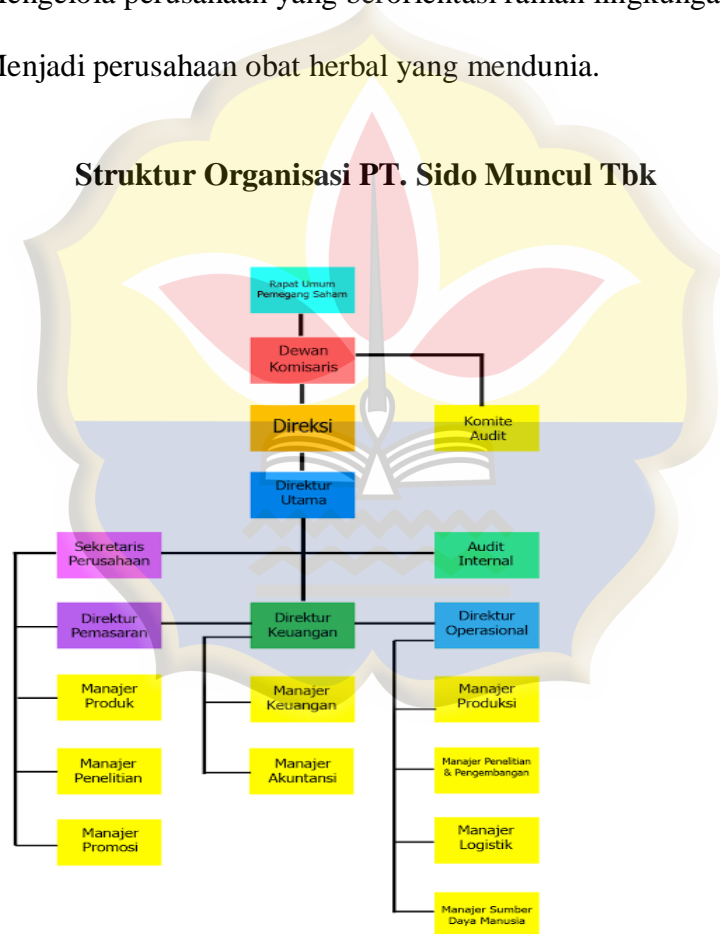 Mengelola perusahaan yang berorientasi ramah lingkunga
Menjadi perusahaan obat herbal yang mendunia.
Struktur Organisasi PT. Sido Muncul Tbk
Rapat Umum
Pemegang Saham
Dewan
Komisaris
Direksi
Komite
Audit
Direktur
Utama
Sekretaris
Perusahaan
Audit
Internal
Direktur
Pemasaran
Direktur
Keuangan
Direktur
Operasional
Manajer
Produk
Manajer
Keuangan
Manajer
Produksi
Manajer
Penelitian
Manajer
Akuntansi
Manajer Penelitian
& Pengembangan
Manajer
Promosi
Manajer
Logistik
Manajer Sumber
Daya Manusia